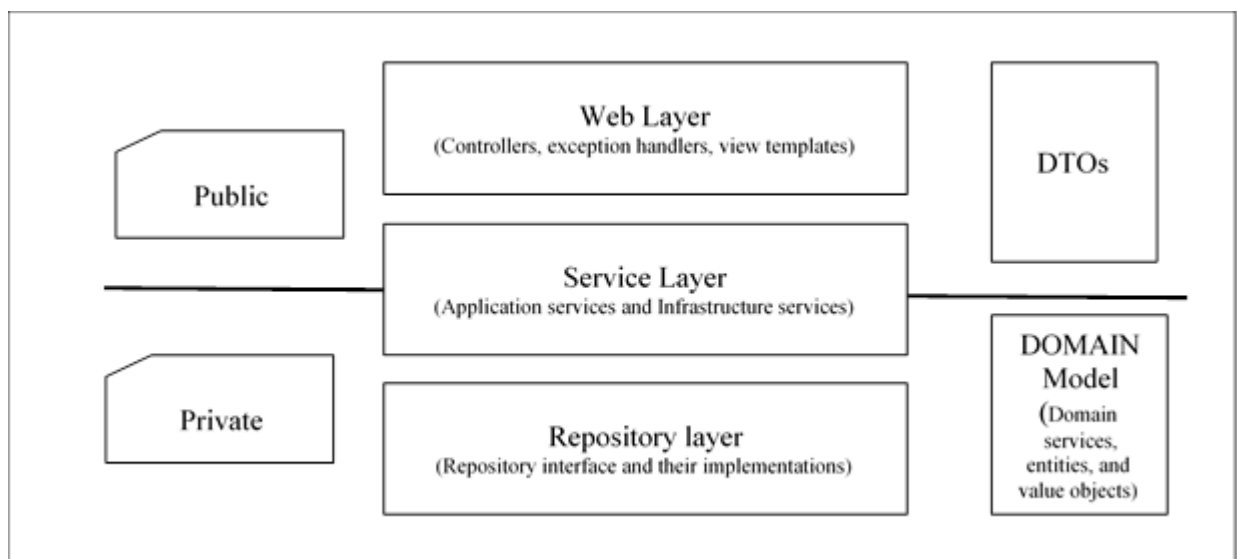 Web Layer
(Controllers, exception handlers, view templates)
Public
DTOs
Service Layer
(Application services and Infrastructure services)
Private
Repository layer
(Repository interface and their implementations)
DOMAIN
Model
(Domain
services,
entities, and
value objects)